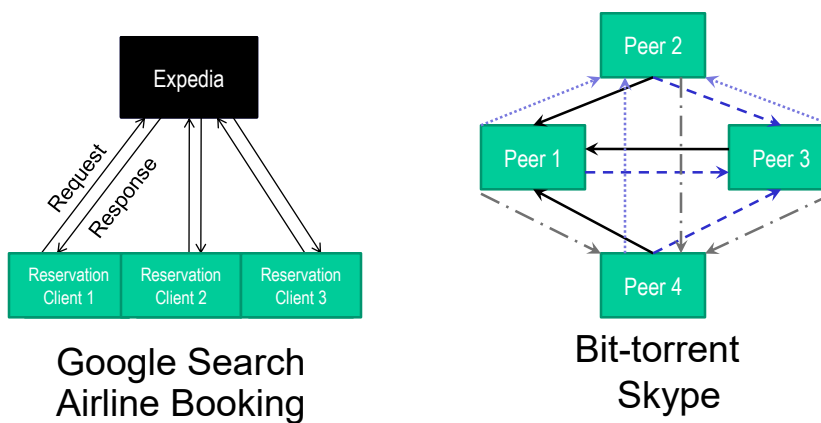 Expedia
Request
Response
Reservation
Client 1
Reservation
Client 2
Reservation
Client 3
Google Search
Airline Booking
Peer 2
Peer 1
Peer 3
Peer 4
Bit-torrent
Skype